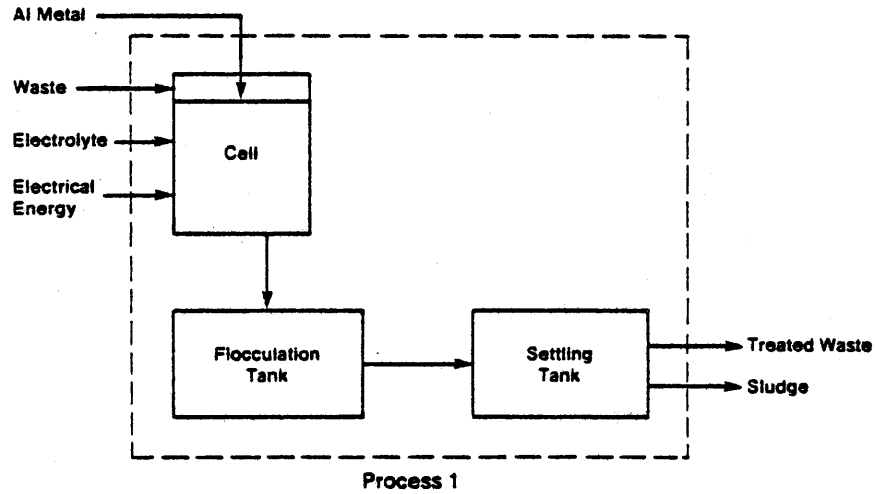 Al Metal
Waste
Electrolyte
Electrical
Energy
Cell
Flocculation
Tank
Settling
Tank
Treated Waste
Sludge
Process 1